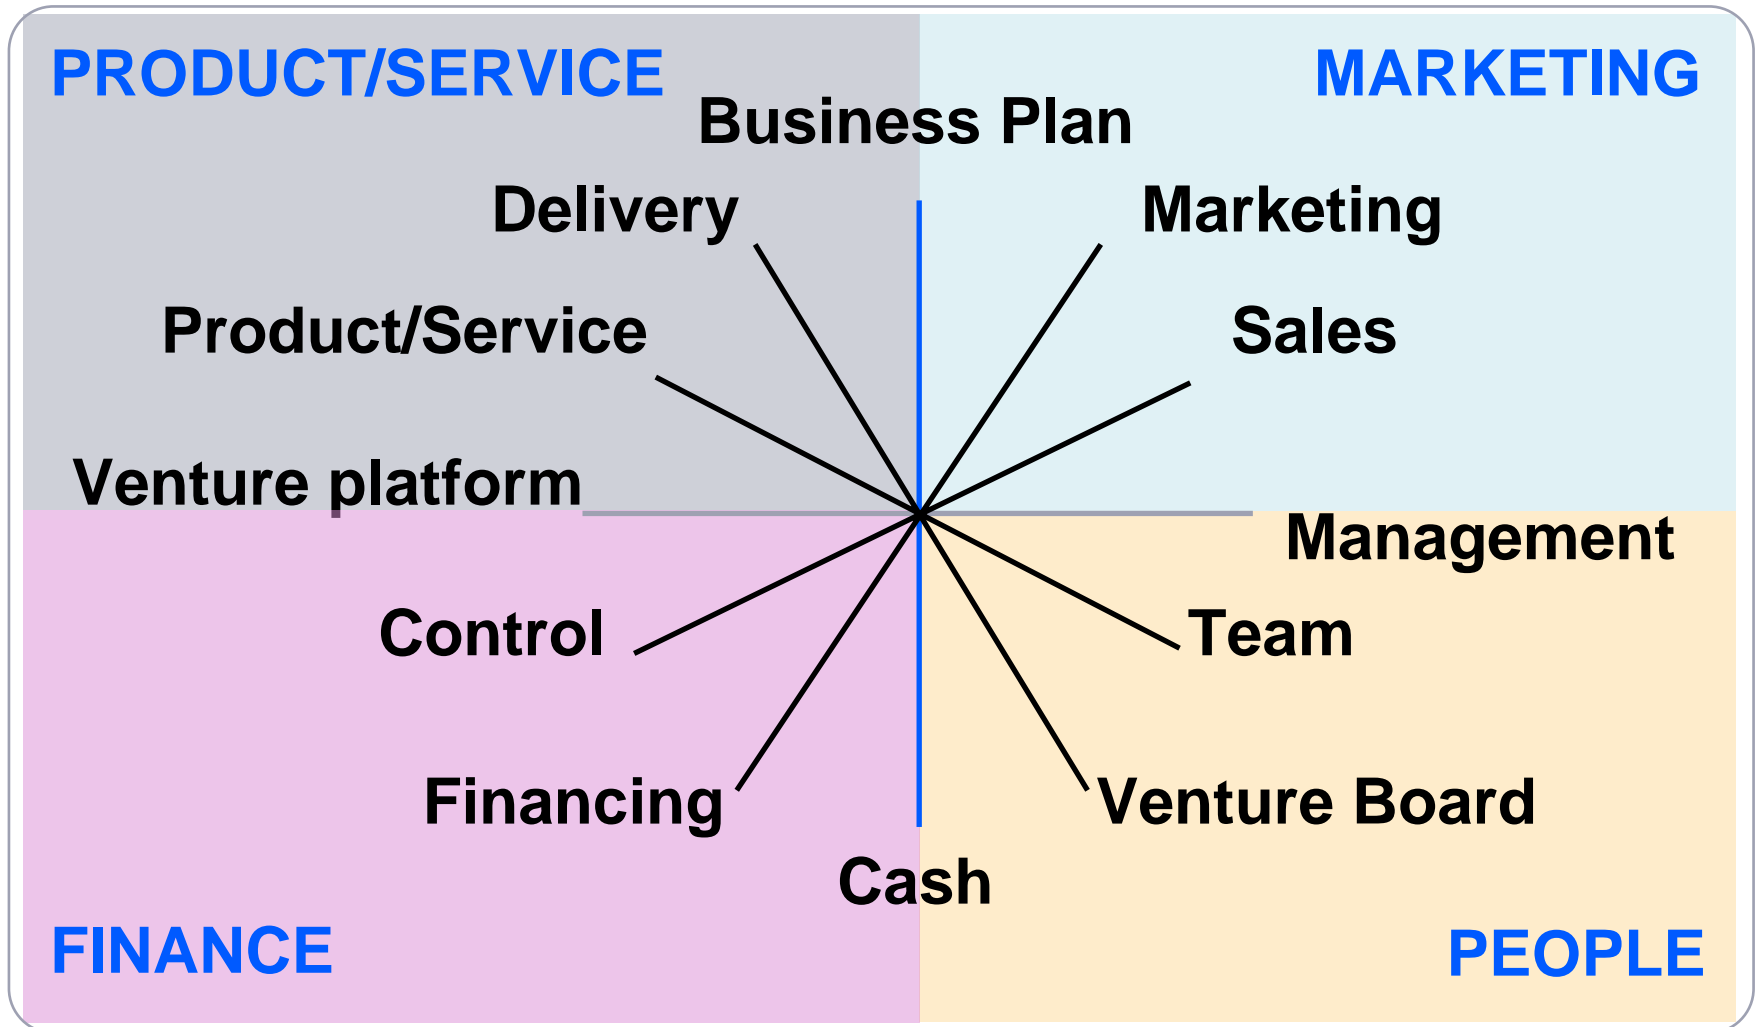 PRODUCT/SERVICE
MARKETING
Business Plan
Delivery
Marketing
Product/Service
Sales
Venture platform
Management
Control
Team
Financing
Venture Board
Cash
FINANCE
PEOPLE